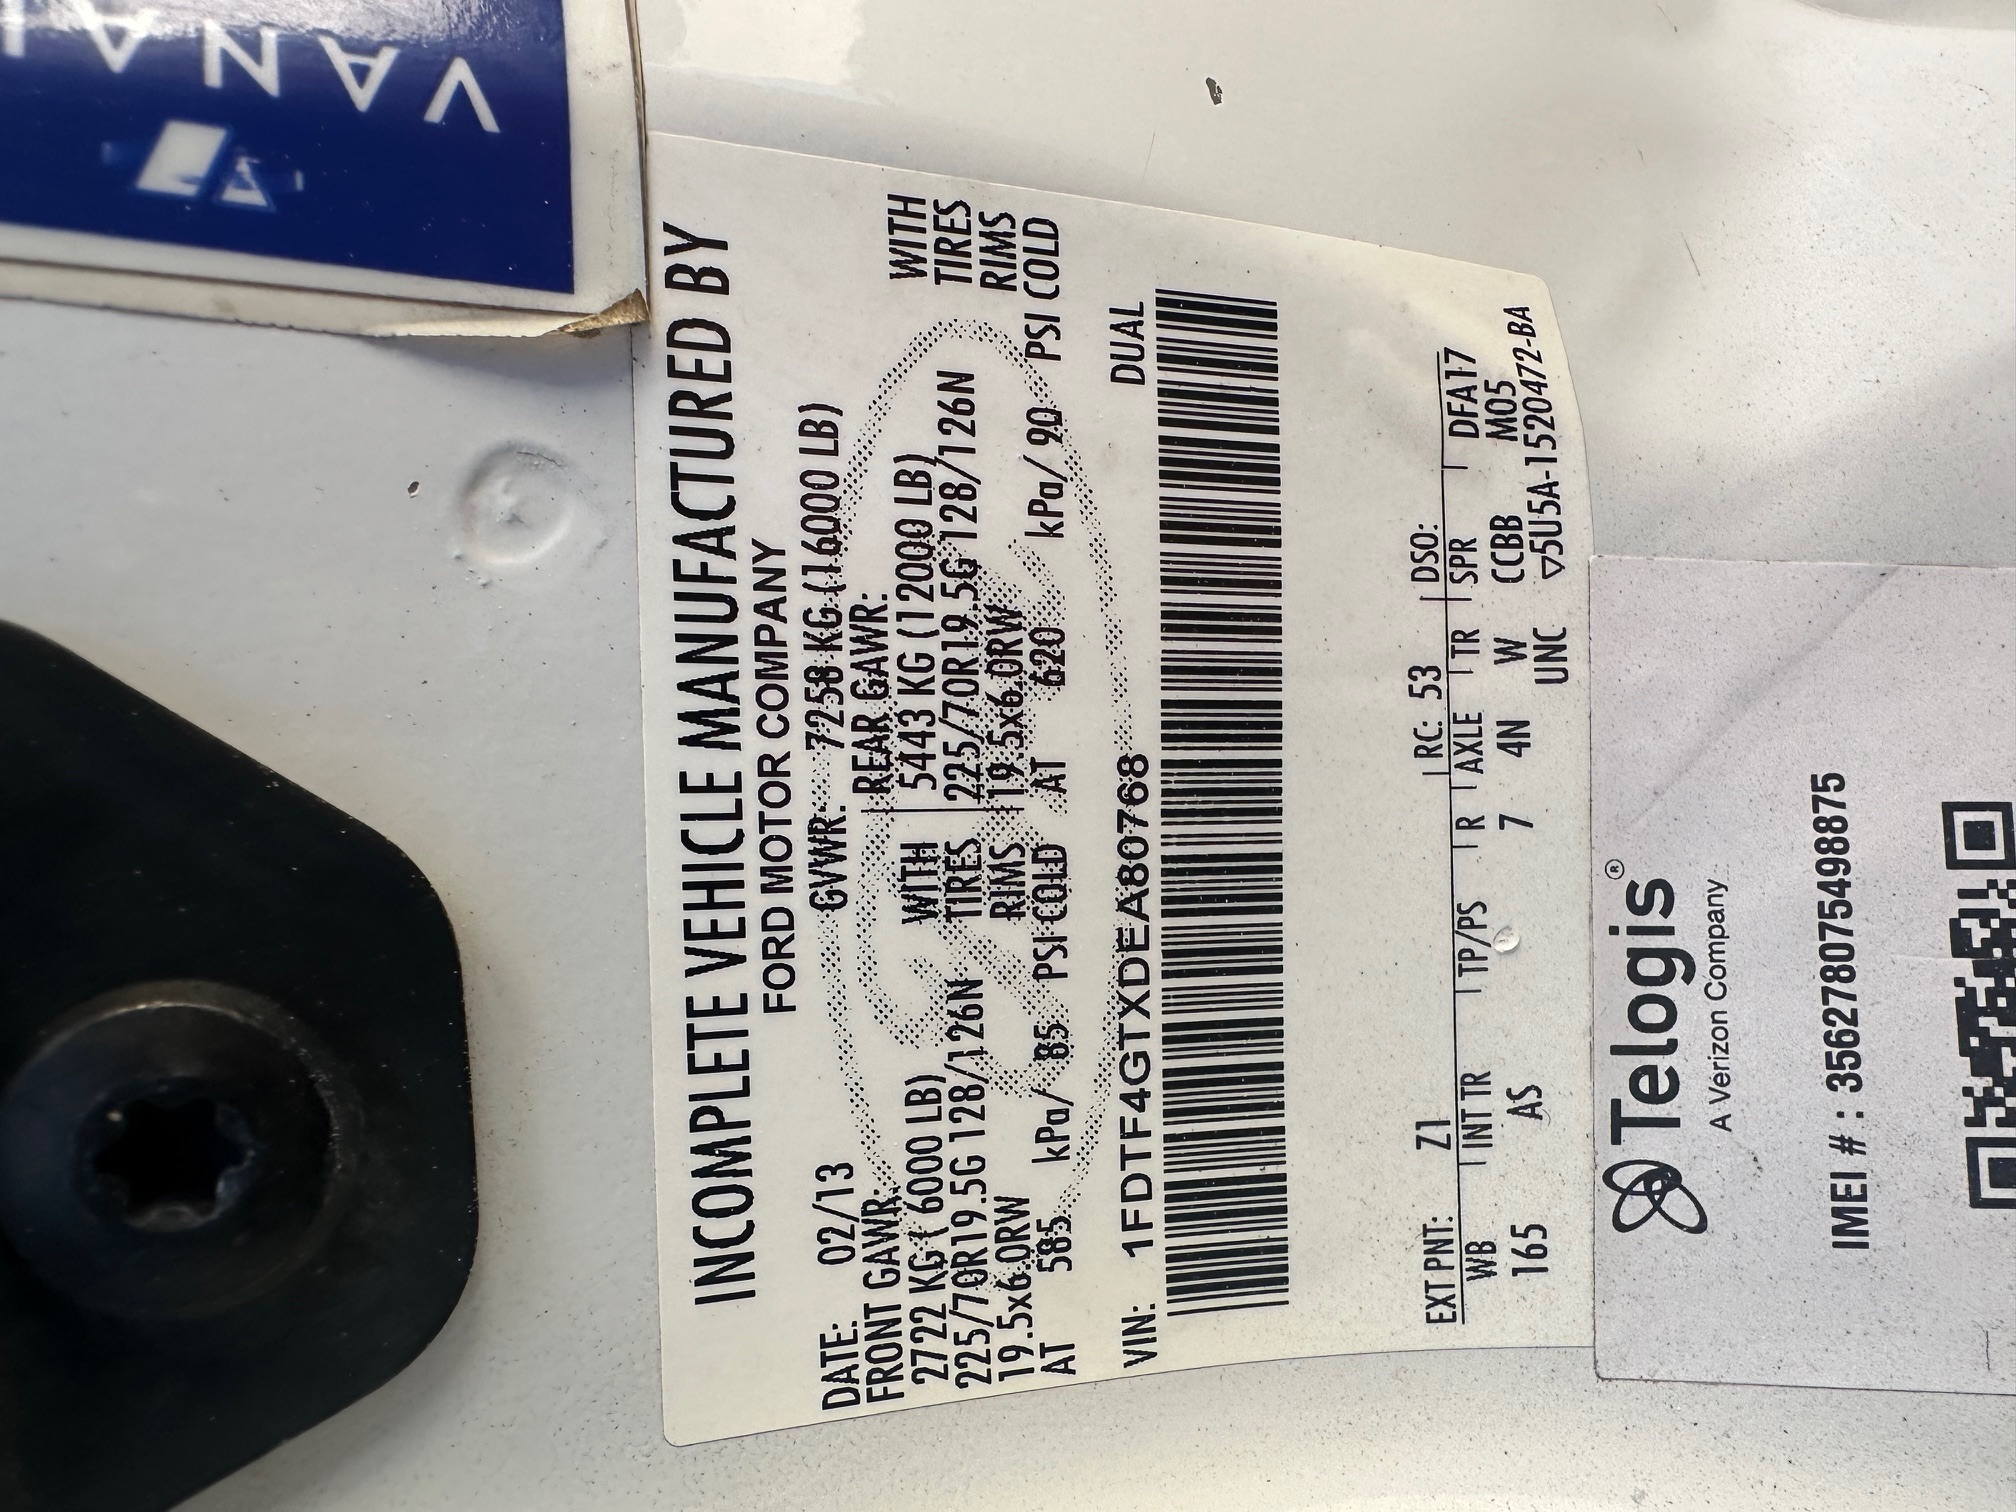 VANAI
INCOMPLETE VEHICLE MANUFACTURED BY
FORD MOTOR COMPANY
DATE: 02/13 GVWR: 7258 KG (16000 LB)
FRONT GAWR: REAR GAWR:
2722 KG ( 6000 LB) WITH 5443 KG (12000 LB) WITH
225/70R19.5G 128/126N TIRES 225/70R19.5G 128/126N TIRES
19.5x6.0RW RIMS 19.5x6.0RW RIMS
AT 585 kPa/ 85 PSI COLD AT 620 kPa/ 90 PSI COLD
VIN: 1FDTF4GTXDEA80768 DUAL
EXT PNT: Z1 RC: 53 DSO:
WB INT TR TP/PS R AXLE TR SPR DFA17
165 AS 7 4N W CCBB M05
UNC ▽5U5A-1520472-BA
Telogis®
A Verizon Company
IMEI # : 356278075498875